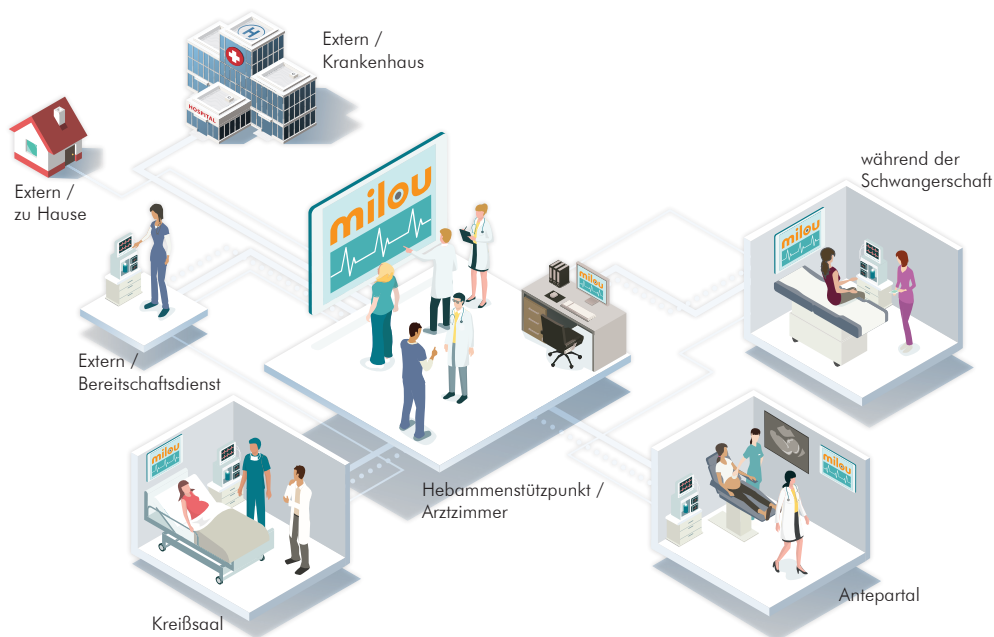 Extern /
Krankenhaus
HOSPITAL
H
Extern /
zu Hause
milou
während der
Schwangerschaft
milou
milou
Extern /
Bereitschaftsdienst
milou
milou
Hebammenstützpunkt /
Arztzimmer
Antepartal
Kreißsaal